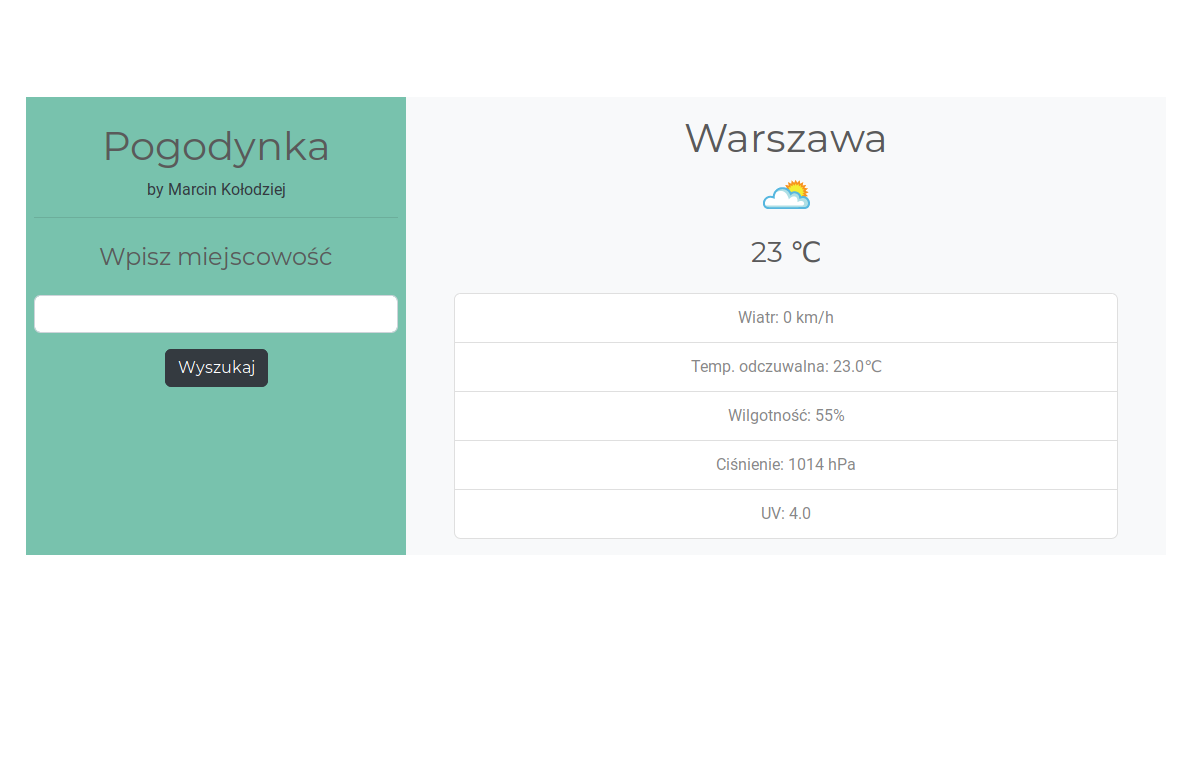 Pogodynka
by Marcin Kołodziej
Wpisz miejscowość
Wyszukaj
Warszawa
23 ℃
Wiatr: 0 km/h
Temp. odczuwalna: 23.0℃
Wilgotność: 55%
Ciśnienie: 1014 hPa
UV: 4.0